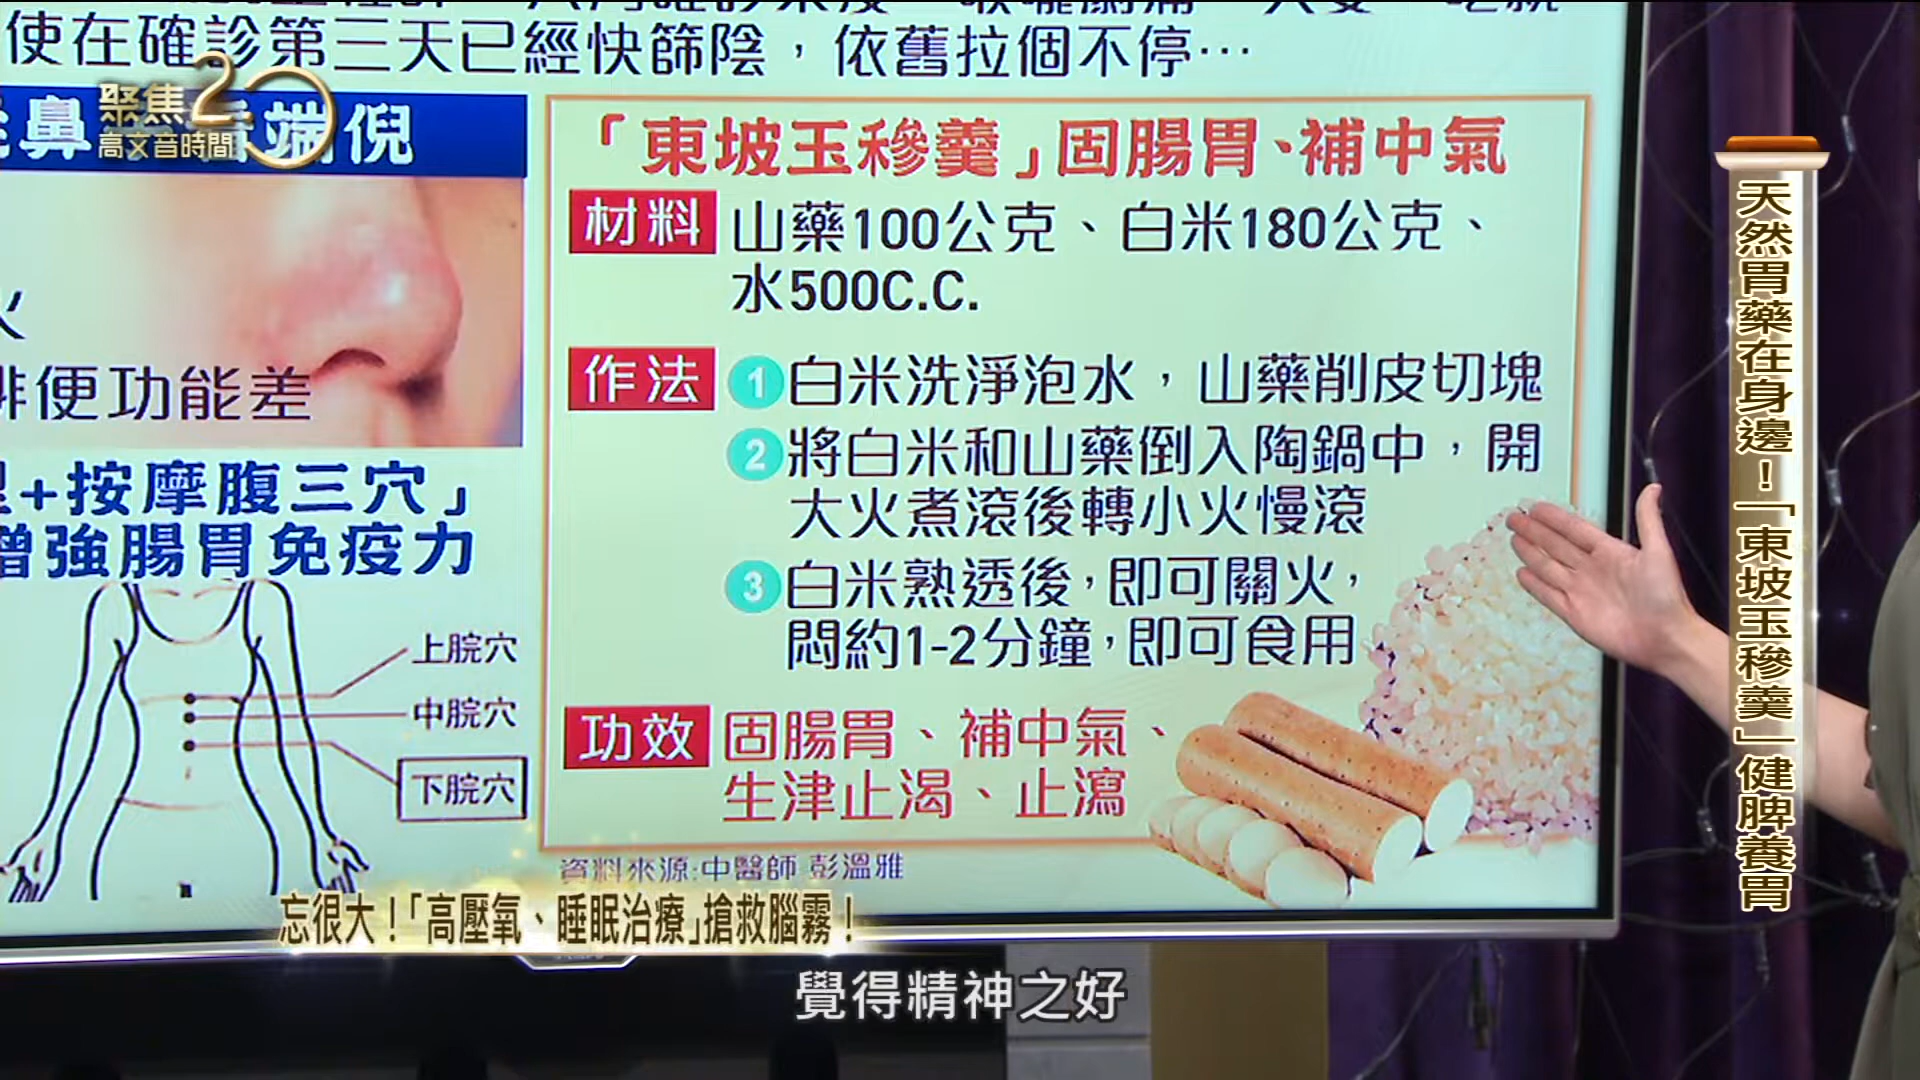 使在確診第三天已經快篩陰，依舊拉個不停…
聚焦2.0
高文音時間
鼻
端倪
火
排便功能差
+按摩腹三穴」
增強腸胃免疫力
上脘穴
中脘穴
下脘穴
「東坡玉糝羹」固腸胃、補中氣
材料 山藥100公克、白米180公克、
水500C.C.
作法 1 白米洗淨泡水，山藥削皮切塊
2 將白米和山藥倒入陶鍋中，開
大火煮滾後轉小火慢滾
3 白米熟透後，即可關火，
悶約1-2分鐘，即可食用
功效 固腸胃、補中氣、
生津止渴、止瀉
資料來源:中醫師 彭溫雅
天然胃藥在身邊！「東坡玉糝羹」健脾養胃
忘很大！「高壓氧、睡眠治療」搶救腦霧！
覺得精神之好